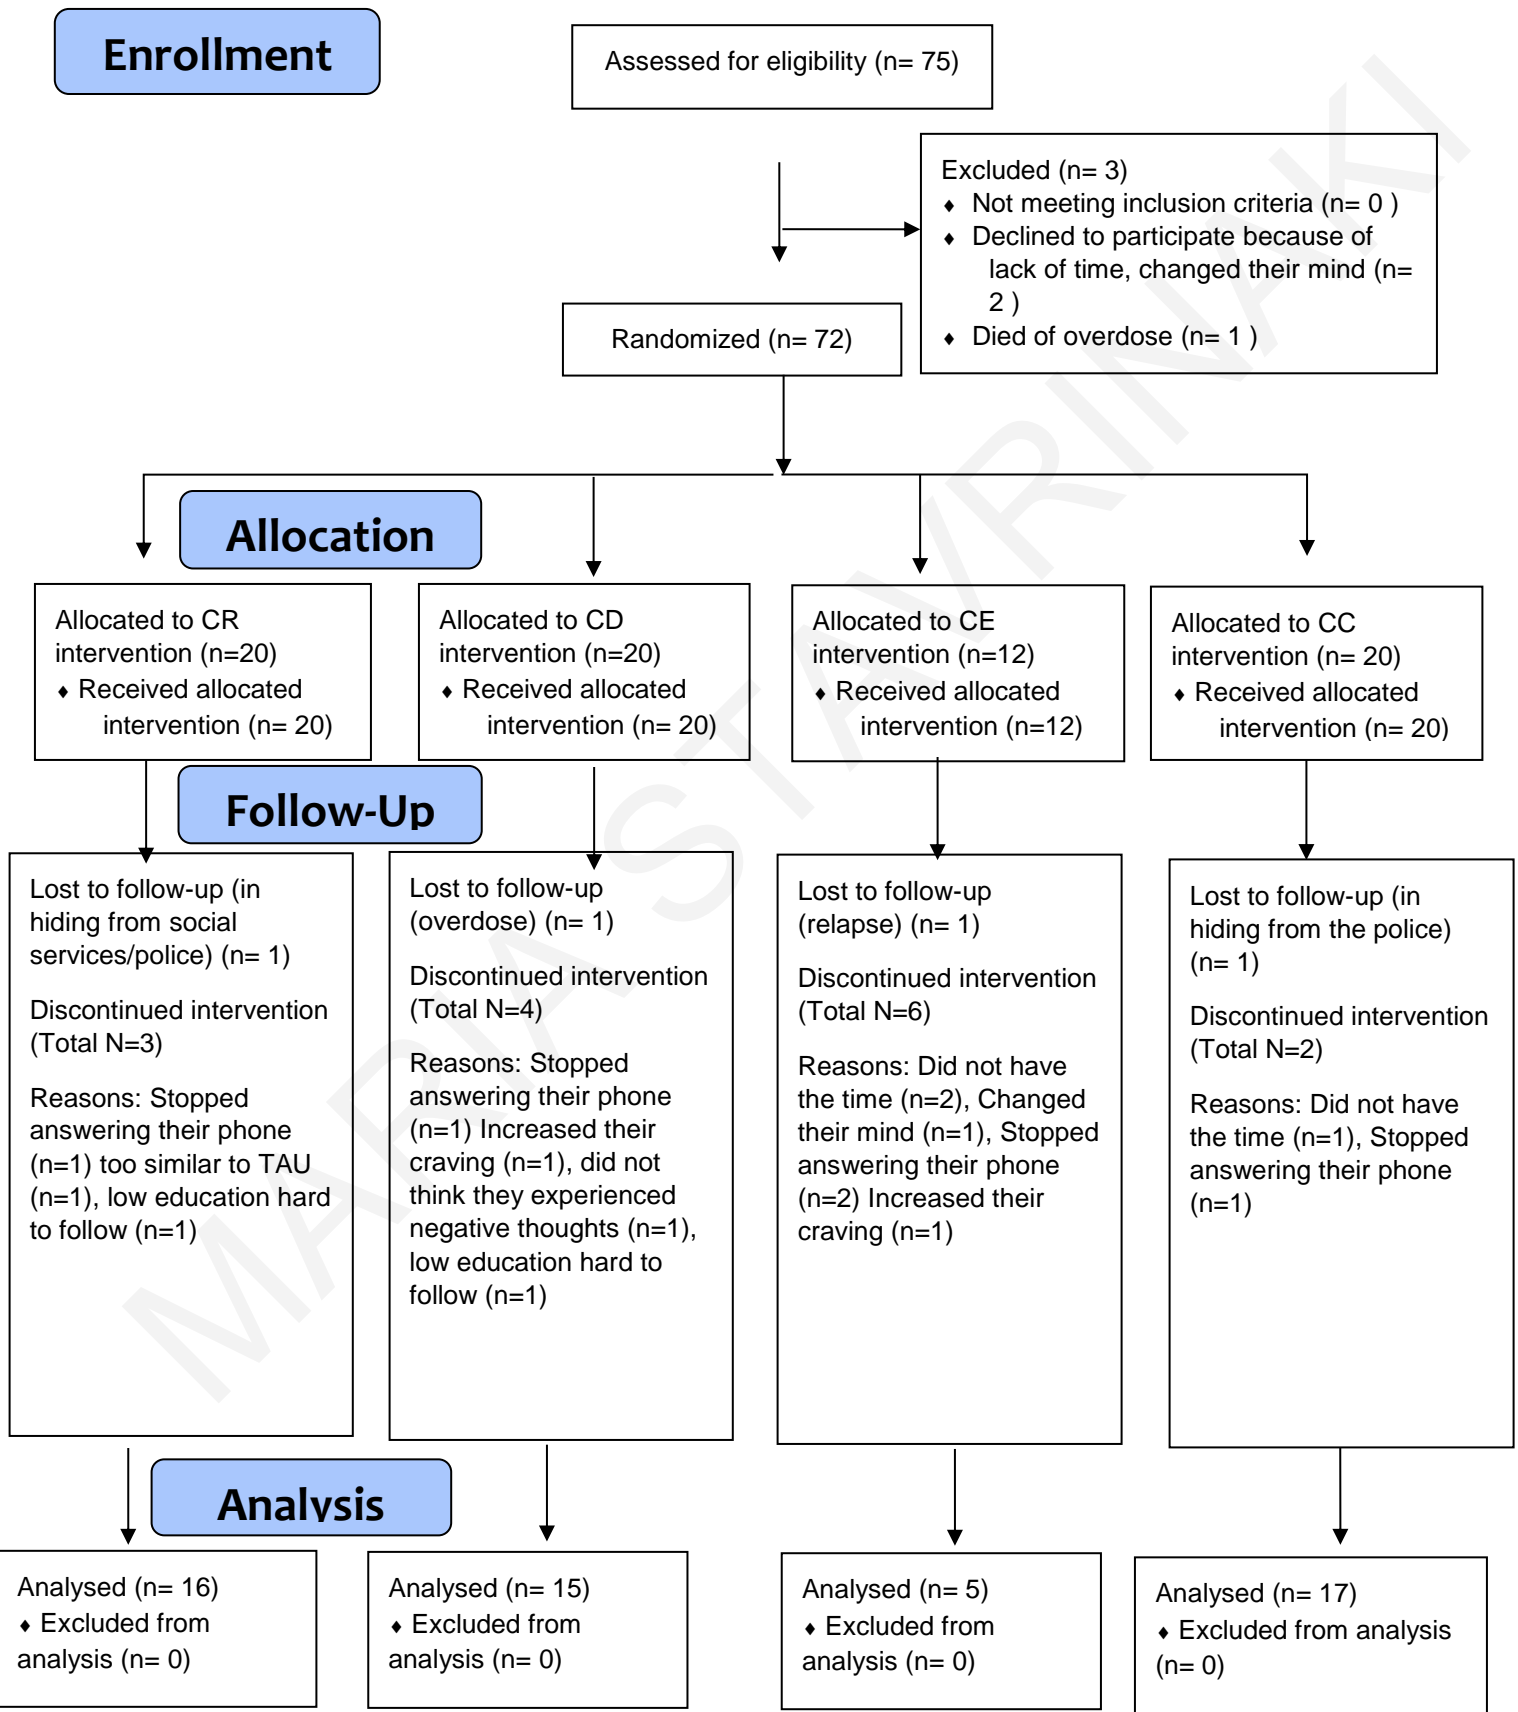 Enrollment
Assessed for eligibility (n= 75)
Excluded (n= 3)
♦ Not meeting inclusion criteria (n= 0 )
♦ Declined to participate because of
lack of time, changed their mind (n=
2 )
♦ Died of overdose (n= 1 )
Randomized (n= 72)
Allocation
Allocated to CR
intervention (n=20)
♦ Received allocated
intervention (n= 20)
Allocated to CD
intervention (n=20)
♦ Received allocated
intervention (n= 20)
Allocated to CE
intervention (n=12)
♦ Received allocated
intervention (n=12)
Allocated to CC
intervention (n= 20)
♦ Received allocated
intervention (n= 20)
Follow-Up
Lost to follow-up (in
hiding from social
services/police) (n= 1)
Discontinued intervention
(Total N=3)
Reasons: Stopped
answering their phone
(n=1) too similar to TAU
(n=1), low education hard
to follow (n=1)
Lost to follow-up
(overdose) (n= 1)
Discontinued intervention
(Total N=4)
Reasons: Stopped
answering their phone
(n=1) Increased their
craving (n=1), did not
think they experienced
negative thoughts (n=1),
low education hard to
follow (n=1)
Lost to follow-up
(relapse) (n= 1)
Discontinued intervention
(Total N=6)
Reasons: Did not have
the time (n=2), Changed
their mind (n=1), Stopped
answering their phone
(n=2) Increased their
craving (n=1)
Lost to follow-up (in
hiding from the police)
(n= 1)
Discontinued intervention
(Total N=2)
Reasons: Did not have
the time (n=1), Stopped
answering their phone
(n=1)
Analysis
Analysed (n= 16)
♦ Excluded from
analysis (n= 0)
Analysed (n= 15)
♦ Excluded from
analysis (n= 0)
Analysed (n= 5)
♦ Excluded from
analysis (n= 0)
Analysed (n= 17)
♦ Excluded from analysis
(n= 0)
MARIA STAVRINAKI